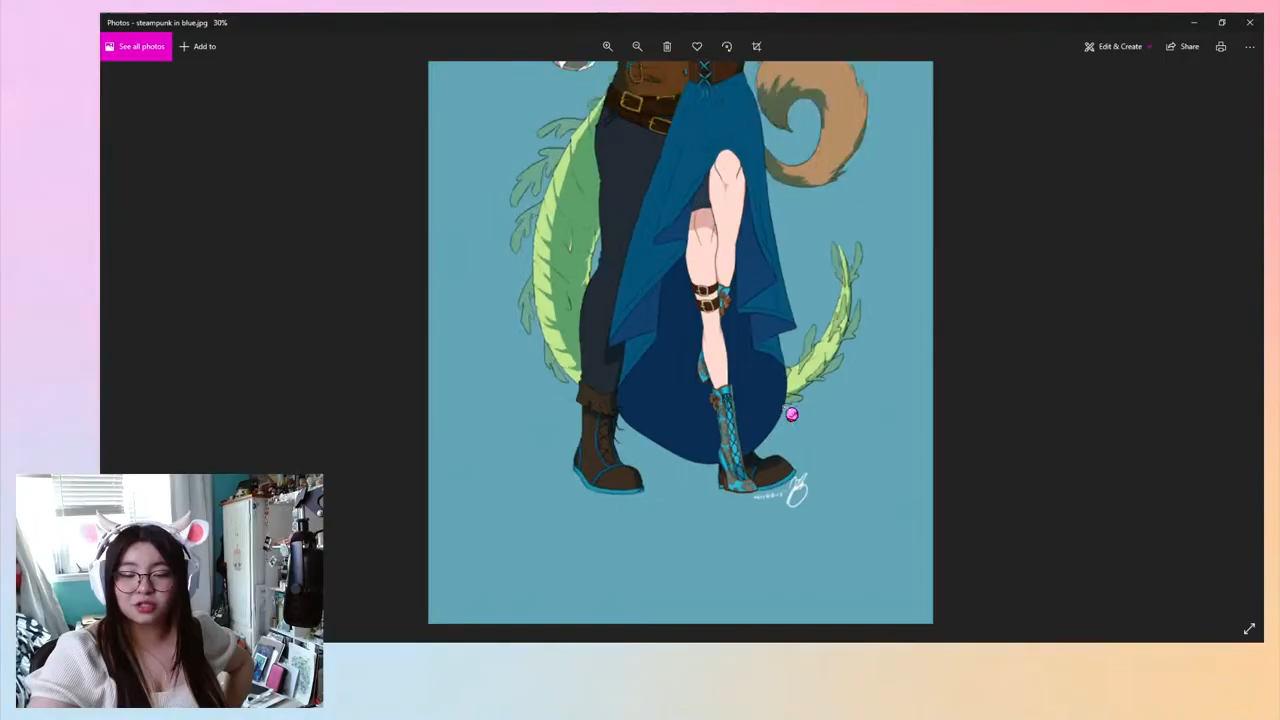 Photos - steampunk in blue.jpg 30%
See all photos
Add to
Edit & Create
Share